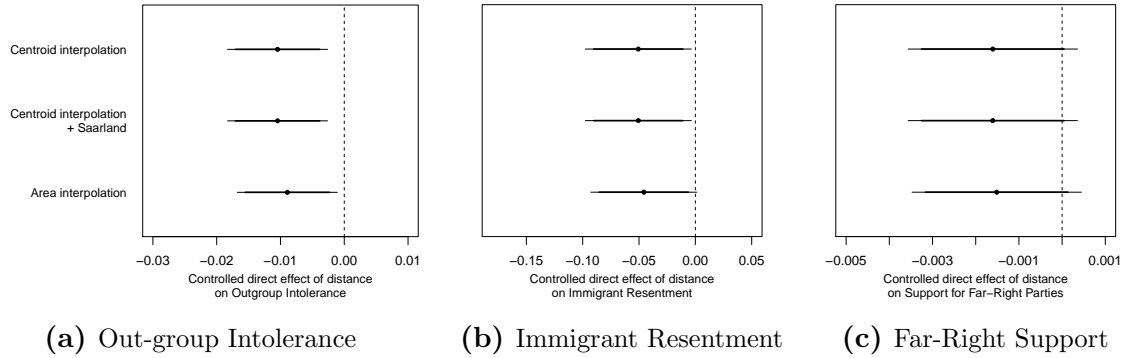 Centroid interpolation
Centroid interpolation
+ Saarland
Area interpolation
−0.03 −0.02 −0.01 0.00 0.01
Controlled direct effect of distance
on Outgroup Intolerance
−0.15 −0.10 −0.05 0.00 0.05
Controlled direct effect of distance
on Immigrant Resentment
−0.005 −0.003 −0.001 0.001
Controlled direct effect of distance
on Support for Far−Right Parties
(a) Out-group Intolerance
(b) Immigrant Resentment
(c) Far-Right Support